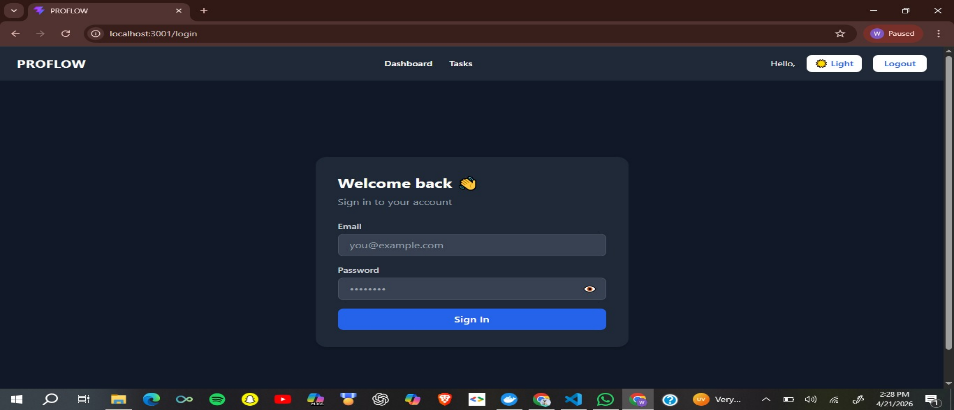 PROFLOW
localhost:3001/login
Paused
PROFLOW
Dashboard
Tasks
Hello,
Light
Logout
Welcome back
Sign in to your account
Email
you@example.com
Password
Sign In
Very...
2:28 PM
4/21/2026